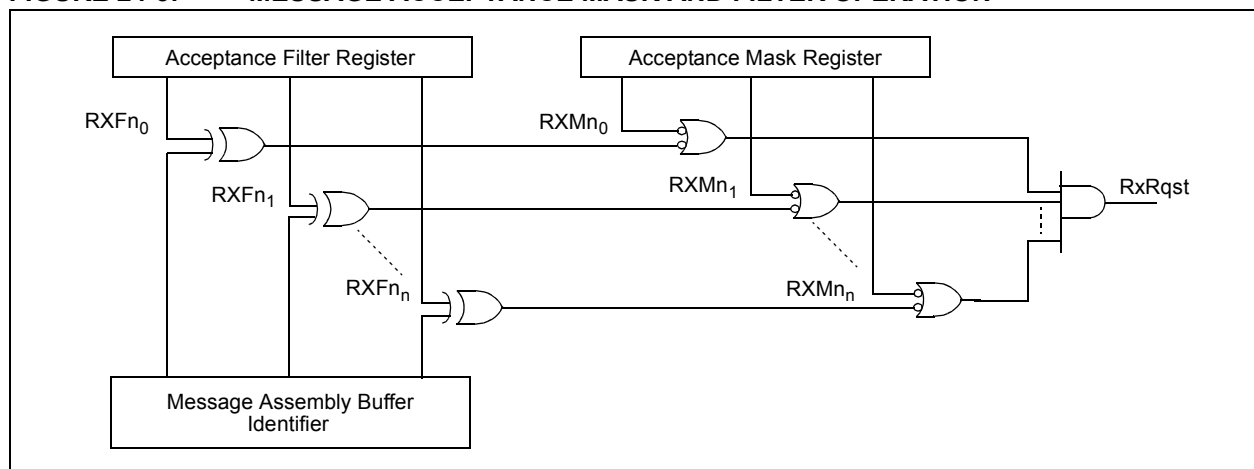 Acceptance Filter Register
Acceptance Mask Register
RXFn0
RXMn0
RXFn1
RXMn1
RxRqst
RXFnn
RXMnn
Message Assembly Buffer
Identifier